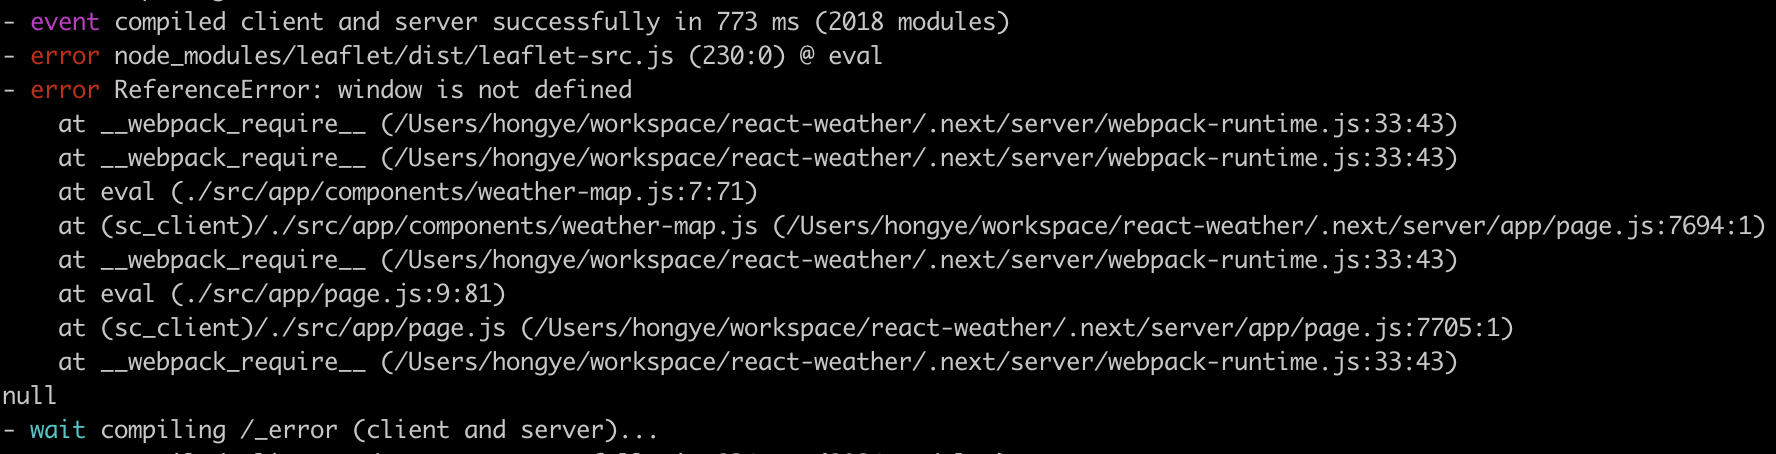 - event compiled client and server successfully in 773 ms (2018 modules)
- error node_modules/leaflet/dist/leaflet-src.js (230:0) @ eval
- error ReferenceError: window is not defined
    at __webpack_require__ (/Users/hongye/workspace/react-weather/.next/server/webpack-runtime.js:33:43)
    at __webpack_require__ (/Users/hongye/workspace/react-weather/.next/server/webpack-runtime.js:33:43)
    at eval (./src/app/components/weather-map.js:7:71)
    at (sc_client)/./src/app/components/weather-map.js (/Users/hongye/workspace/react-weather/.next/server/app/page.js:7694:1)
    at __webpack_require__ (/Users/hongye/workspace/react-weather/.next/server/webpack-runtime.js:33:43)
    at eval (./src/app/page.js:9:81)
    at (sc_client)/./src/app/page.js (/Users/hongye/workspace/react-weather/.next/server/app/page.js:7705:1)
    at __webpack_require__ (/Users/hongye/workspace/react-weather/.next/server/webpack-runtime.js:33:43)
null
- wait compiling /_error (client and server)...